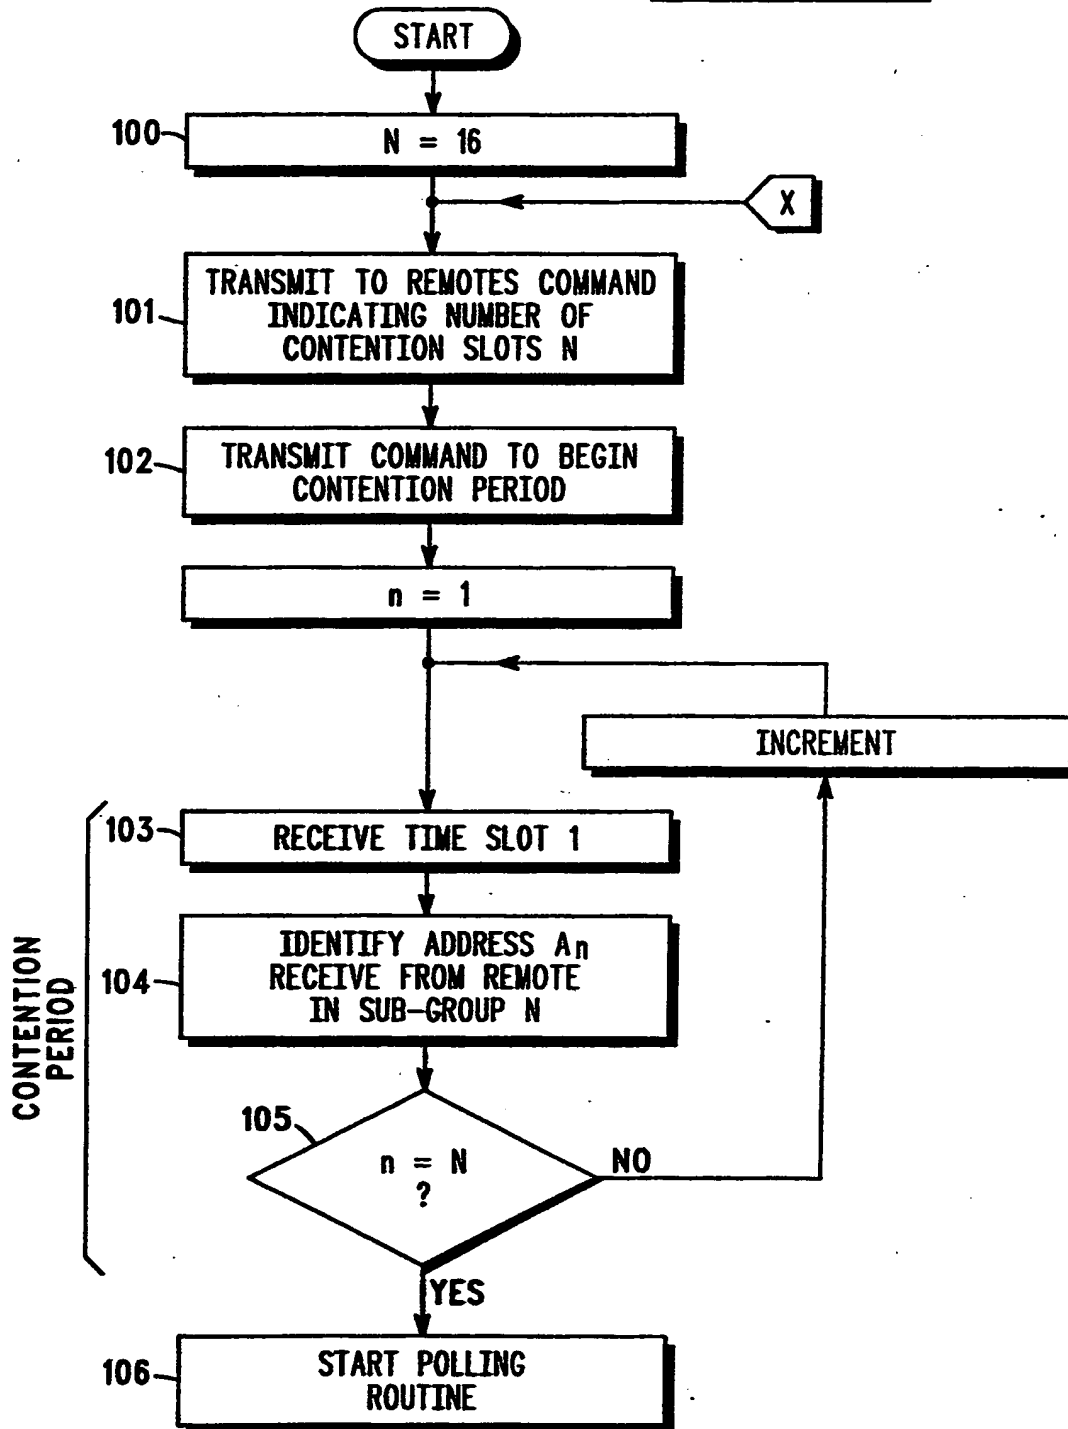 START
100
N = 16
X
101
TRANSMIT TO REMOTES COMMAND
INDICATING NUMBER OF
CONTENTION SLOTS N
102
TRANSMIT COMMAND TO BEGIN
CONTENTION PERIOD
n = 1
INCREMENT
CONTENTION
PERIOD
103
RECEIVE TIME SLOT 1
104
IDENTIFY ADDRESS An
RECEIVE FROM REMOTE
IN SUB-GROUP N
105
n = N
?
NO
YES
106
START POLLING
ROUTINE